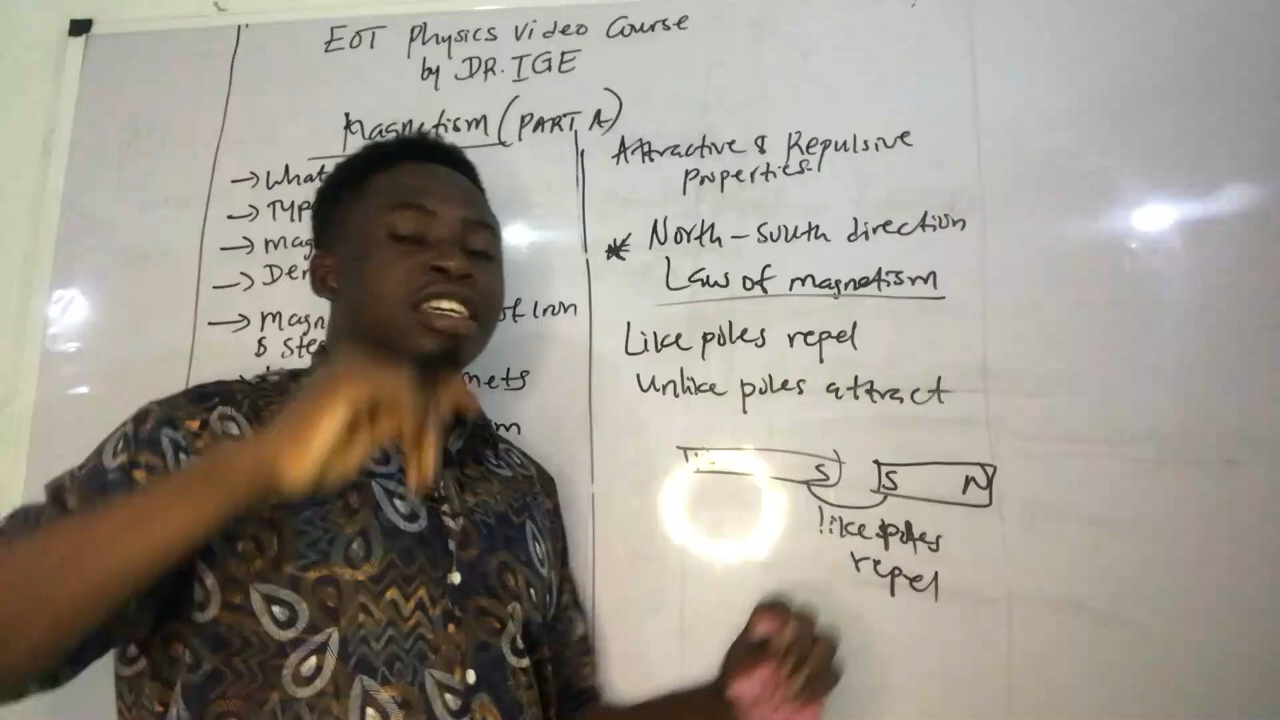 EOT Physics Video Course
by DR. IGE
Magnetism (PART A)
→ What
→ TYP
→ mag
→ Der
→ magn of Iron
& Stee
nets
m
Attractive & Repulsive
properties
* North-south direction
Law of magnetism
Like poles repel
Unlike poles attract
S S N
like poles
repel